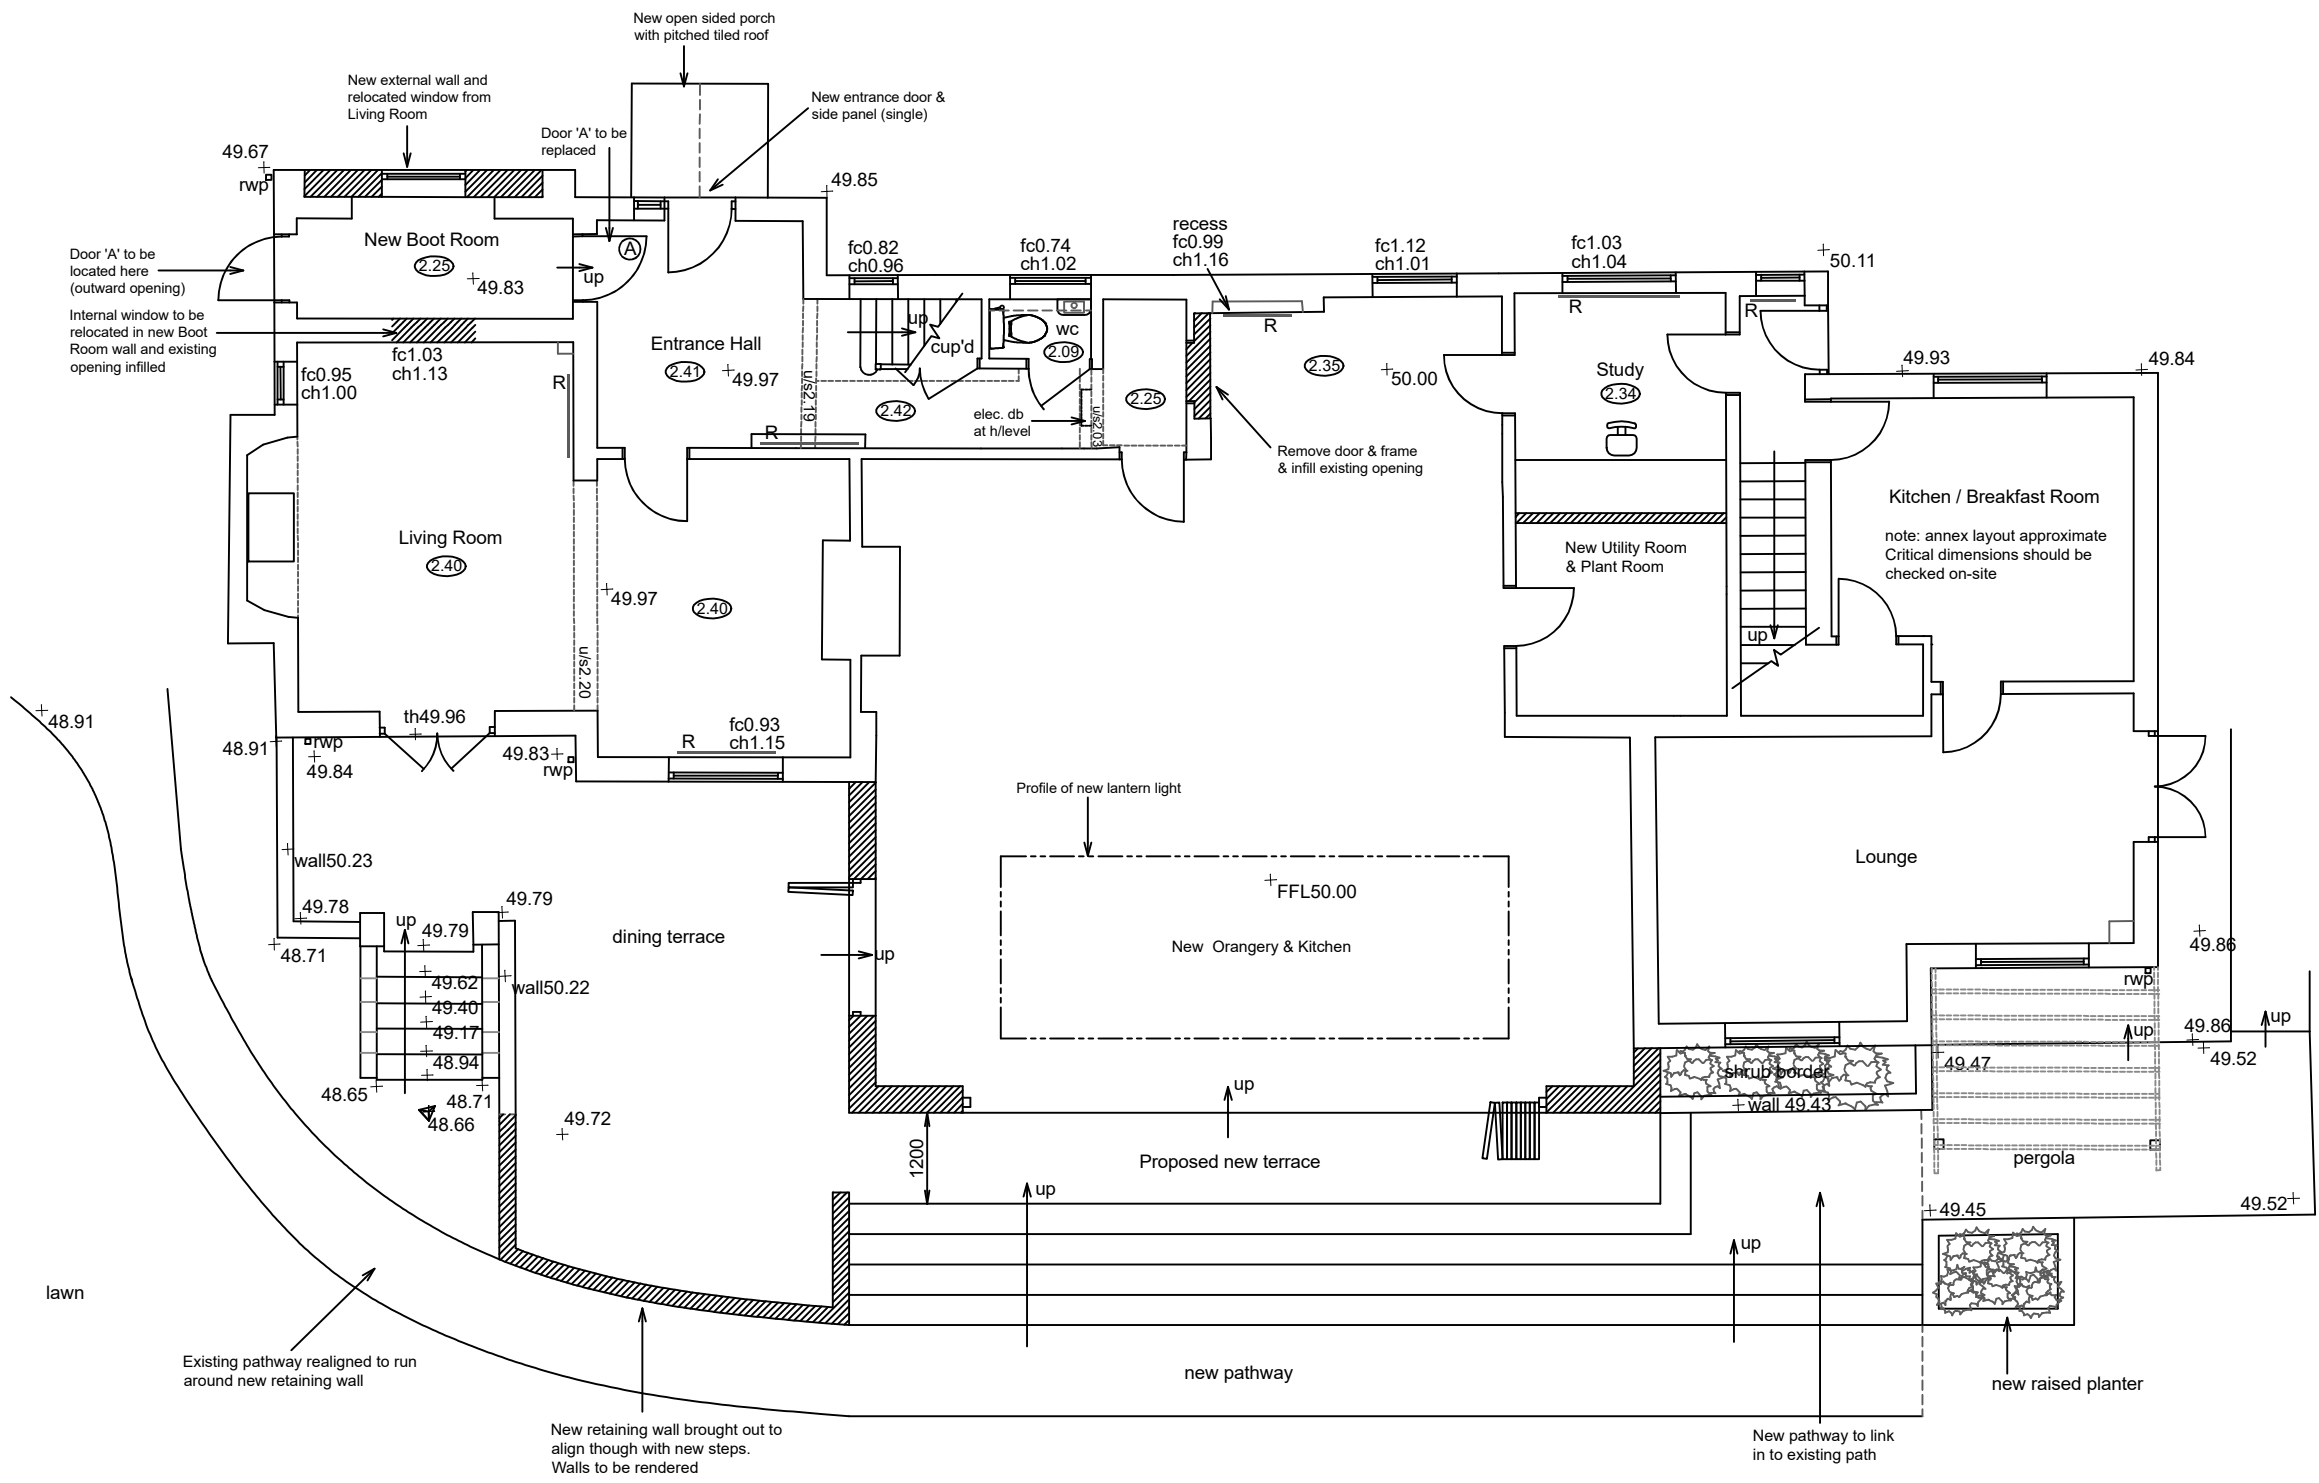 New open sided porch
with pitched tiled roof
New external wall and
relocated window from
Living Room
New entrance door &
side panel (single)
Door 'A' to be
replaced
49.67
rwp
49.85
New Boot Room
2.25
49.83
up
A
Door 'A' to be
located here
(outward opening)
Internal window to be
relocated in new Boot
Room wall and existing
opening infilled
fc1.03
ch1.13
fc0.95
ch1.00
R
Entrance Hall
2.41
49.97
u/s2.19
R
fc0.82
ch0.96
up
cup'd
2.42
fc0.74
ch1.02
wc
2.09
elec. db
at h/level
u/s2.03
2.25
recess
fc0.99
ch1.16
R
2.35
50.00
fc1.12
ch1.01
Remove door & frame
& infill existing opening
fc1.03
ch1.04
R
Study
2.34
R
50.11
49.93
49.84
Kitchen / Breakfast Room
note: annex layout approximate
Critical dimensions should be
checked on-site
New Utility Room
& Plant Room
up
Living Room
2.40
u/s2.20
49.97
2.40
fc0.93
ch1.15
R
th49.96
48.91
48.91
rwp
49.84
49.83
rwp
wall50.23
49.78
48.71
up
49.79
49.79
49.62
49.40
49.17
48.94
48.65
48.71
48.66
wall50.22
dining terrace
49.72
up
Profile of new lantern light
FFL50.00
New Orangery & Kitchen
Lounge
49.86
rwp
up
49.86
up
49.52
49.47
shrub border
wall 49.43
pergola
49.45
49.52
up
Proposed new terrace
1200
up
up
lawn
Existing pathway realigned to run
around new retaining wall
new pathway
new raised planter
New retaining wall brought out to
align though with new steps.
Walls to be rendered
New pathway to link
in to existing path